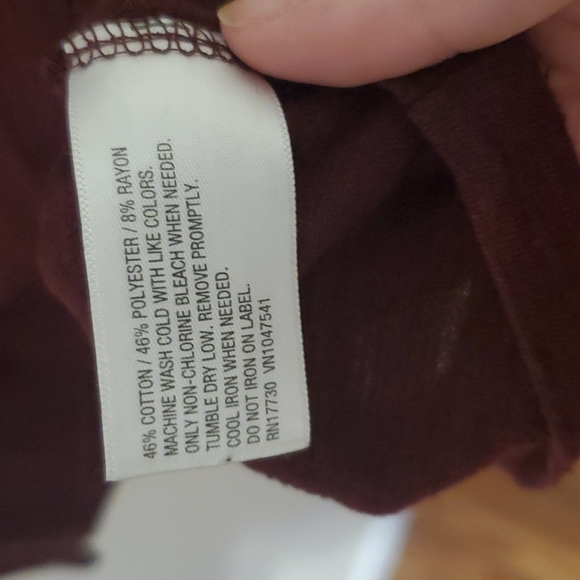 46% COTTON / 46% POLYESTER / 8% RAYON
MACHINE WASH COLD WITH LIKE COLORS.
ONLY NON-CHLORINE BLEACH WHEN NEEDED.
TUMBLE DRY LOW. REMOVE PROMPTLY.
COOL IRON WHEN NEEDED.
DO NOT IRON ON LABEL.
RN17730 VN1047541